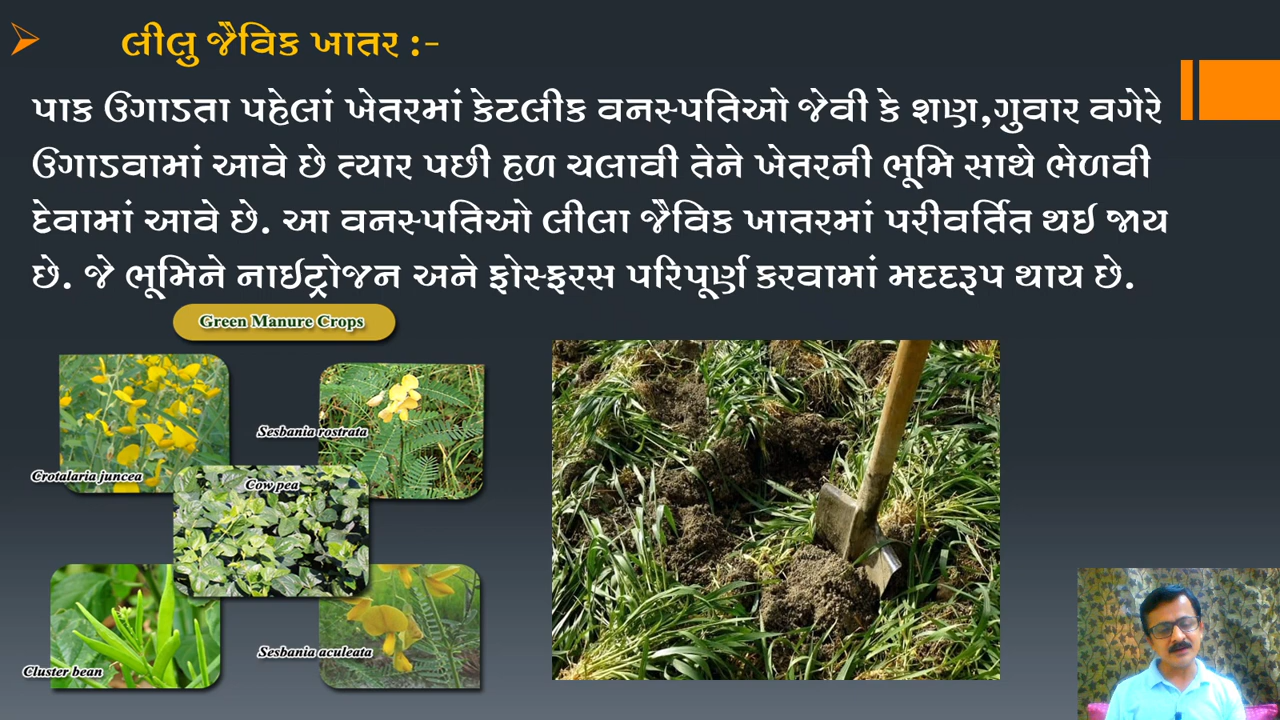 લીલુ જૈવિક ખાતર :-
પાક ઉગાડતા પહેલાં ખેતરમાં કેટલીક વનસ્પતિઓ જેવી કે શણ,ગુવાર વગેરે
ઉગાડવામાં આવે છે ત્યાર પછી હળ ચલાવી તેને ખેતરની ભૂમિ સાથે ભેળવી
દેવામાં આવે છે. આ વનસ્પતિઓ લીલા જૈવિક ખાતરમાં પરીવર્તિત થઇ જાય
છે. જે ભૂમિને નાઇટ્રોજન અને ફોસ્ફરસ પરિપૂર્ણ કરવામાં મદદરૂપ થાય છે.
Green Manure Crops
Sesbania rostrata
Crotalaria juncea
Cow pea
Sesbania aculeata
Cluster bean